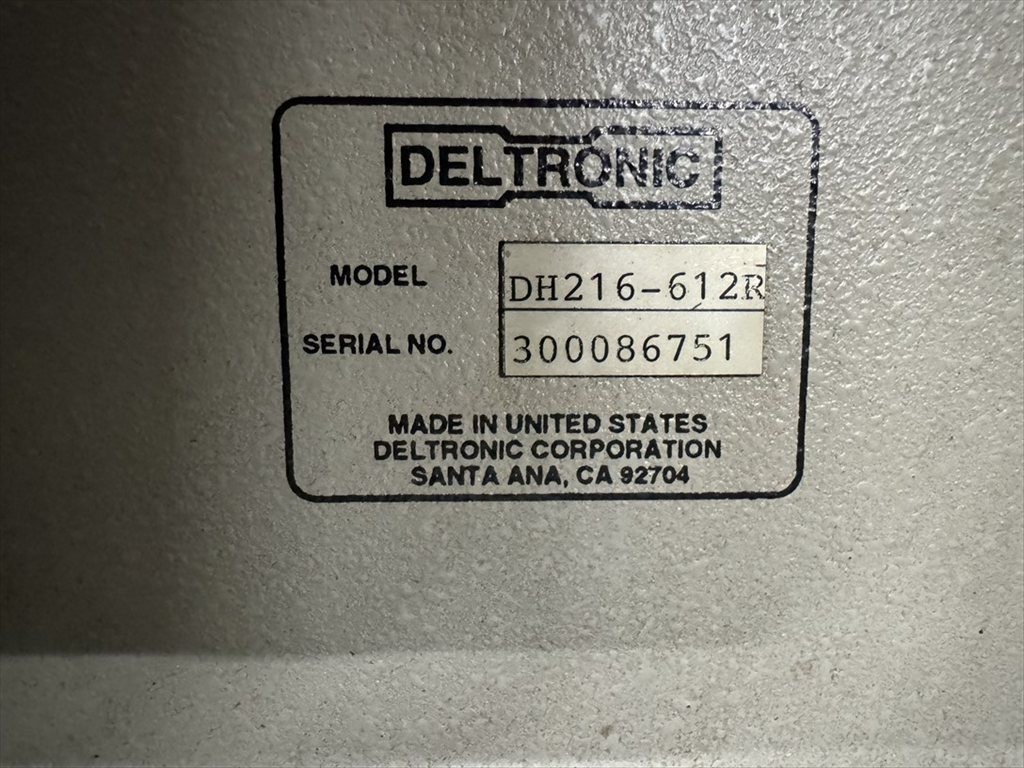 DELTRONIC
MODEL DH216-612R
SERIAL NO. 300086751
MADE IN UNITED STATES
DELTRONIC CORPORATION
SANTA ANA, CA 92704